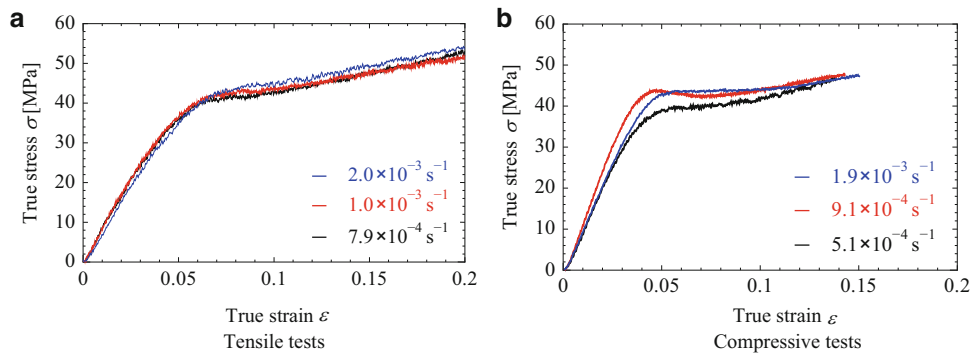 a
True stress σ [MPa]
60
50
40
30
20
10
0
0
0.05
0.1
0.15
0.2
2.0×10⁻³ s⁻¹
1.0×10⁻³ s⁻¹
7.9×10⁻⁴ s⁻¹
True strain ε
Tensile tests
b
True stress σ [MPa]
60
50
40
30
20
10
0
0
0.05
0.1
0.15
0.2
1.9×10⁻³ s⁻¹
9.1×10⁻⁴ s⁻¹
5.1×10⁻⁴ s⁻¹
True strain ε
Compressive tests